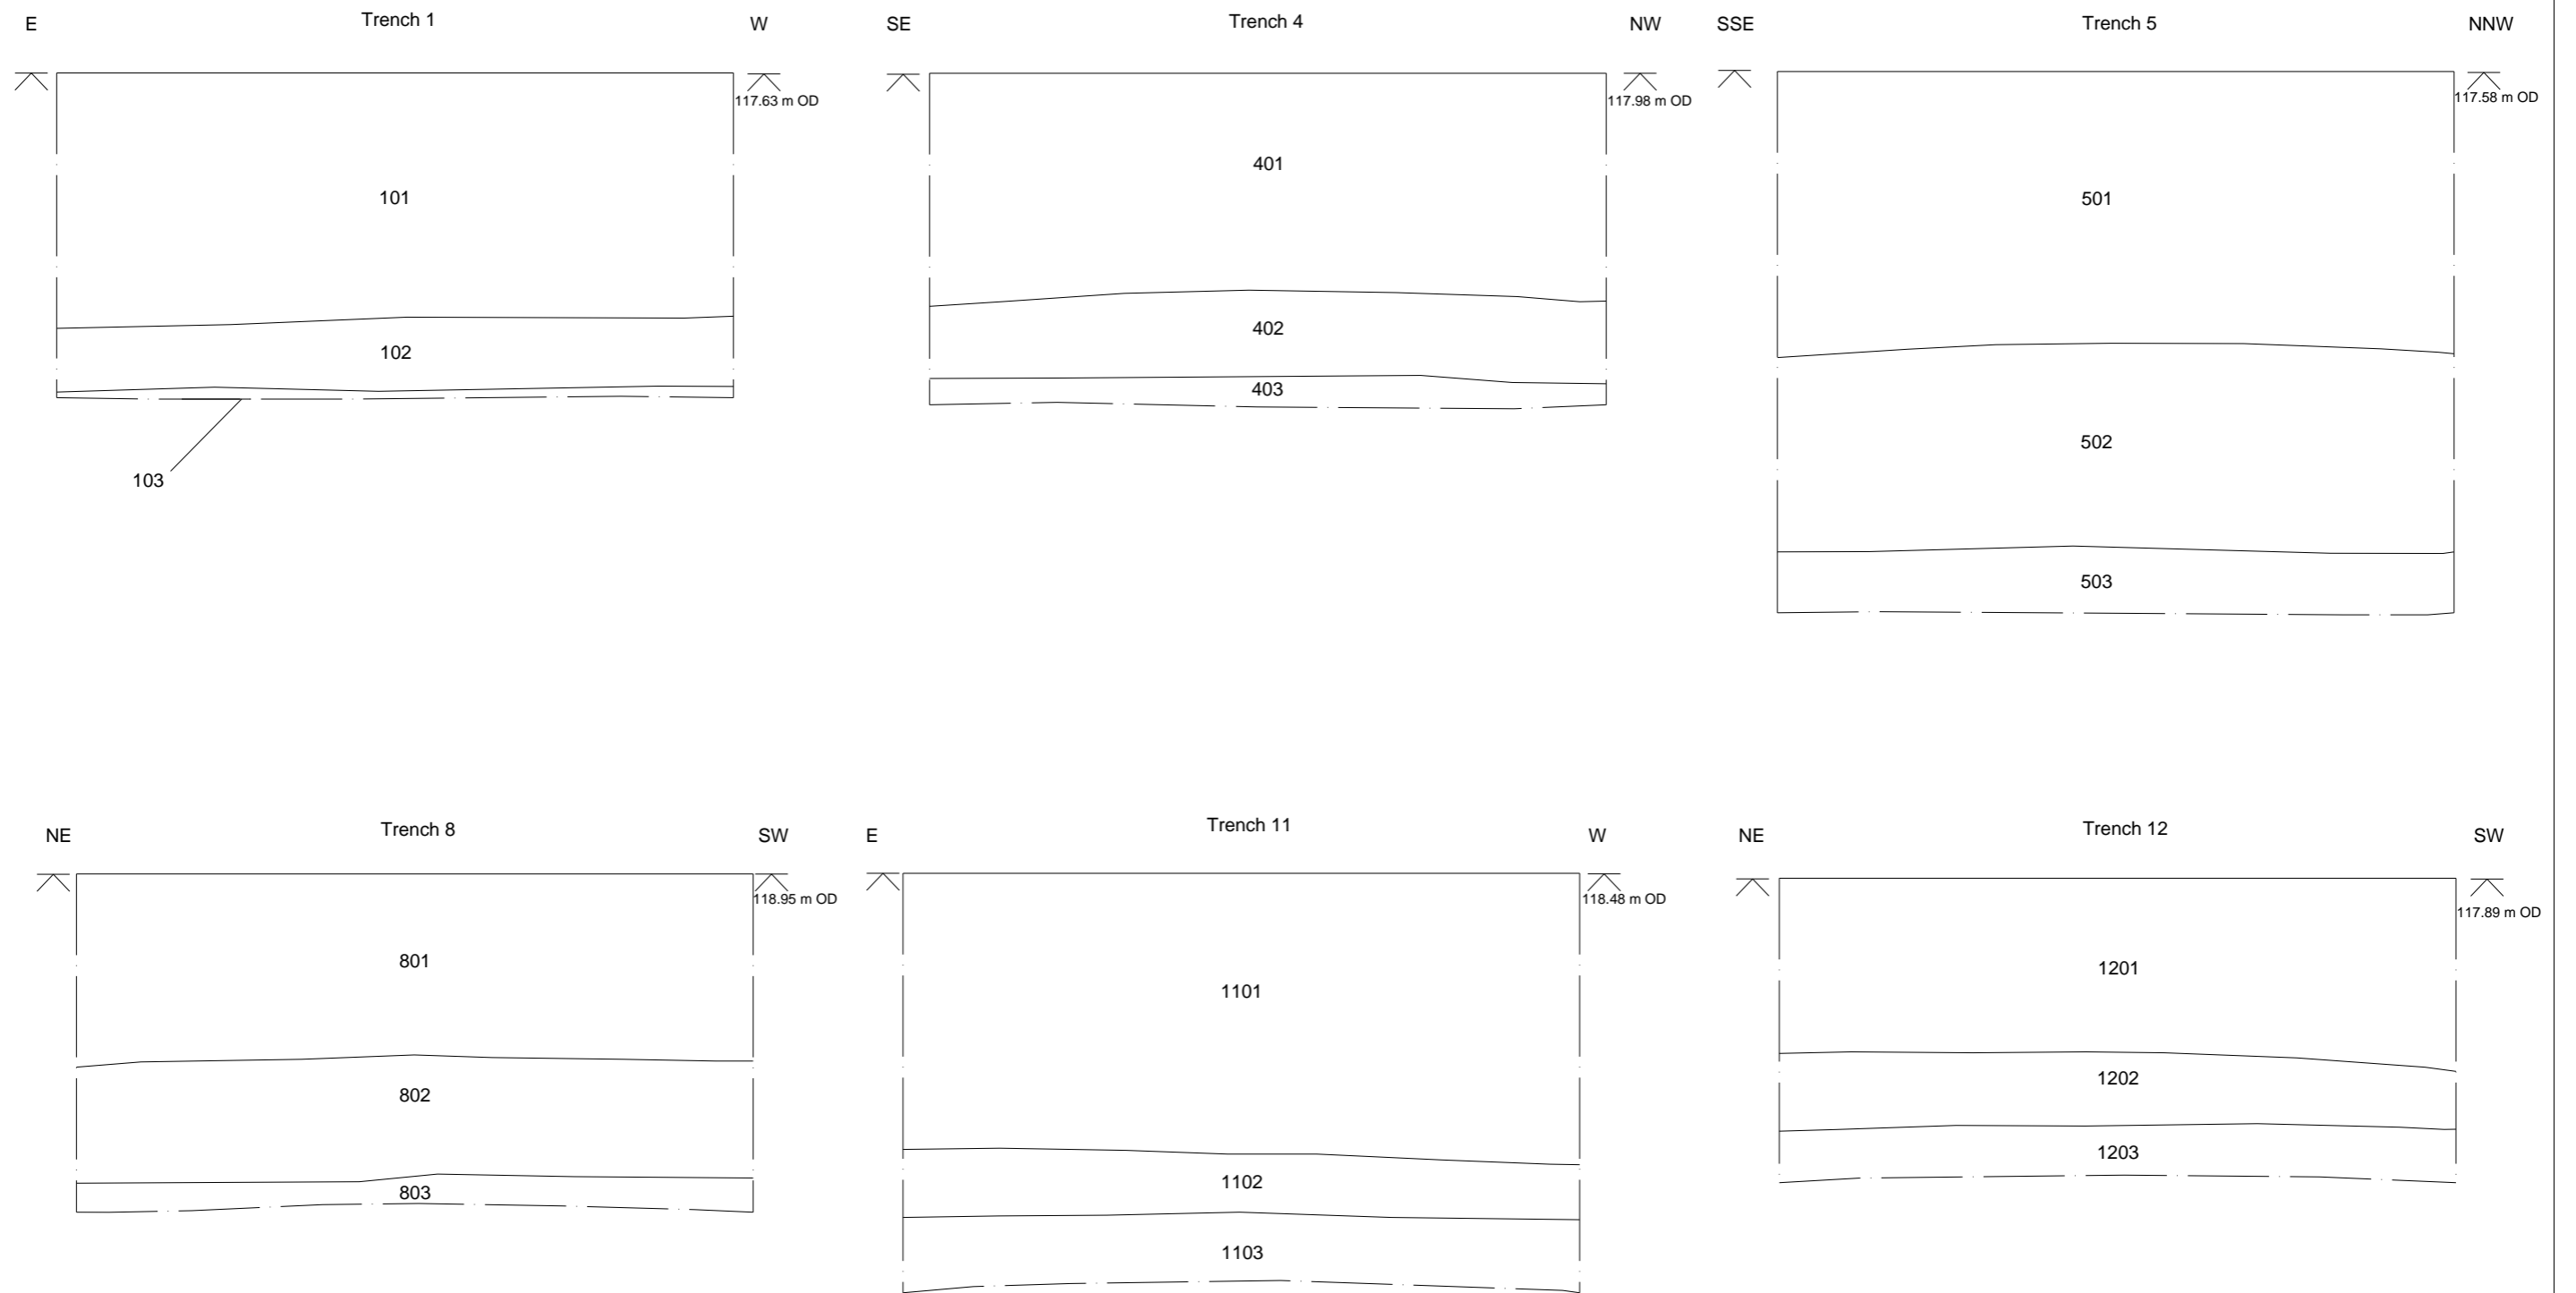 E Trench 1 W
117.63 m OD
101
102
103
SE Trench 4 NW
117.98 m OD
401
402
403
SSE Trench 5 NNW
117.58 m OD
501
502
503
NE Trench 8 SW
118.95 m OD
801
802
803
E Trench 11 W
118.48 m OD
1101
1102
1103
NE Trench 12 SW
117.89 m OD
1201
1202
1203